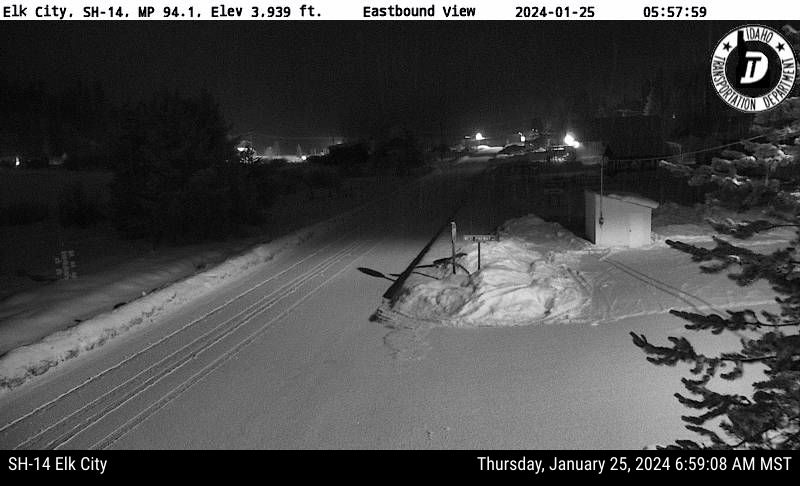 Elk City, SH-14, MP 94.1, Elev 3,939 ft. Eastbound View 2024-01-25 05:57:59
IDAHO
TRANSPORTATION DEPARTMENT
SH-14 Elk City Thursday, January 25, 2024 6:59:08 AM MST